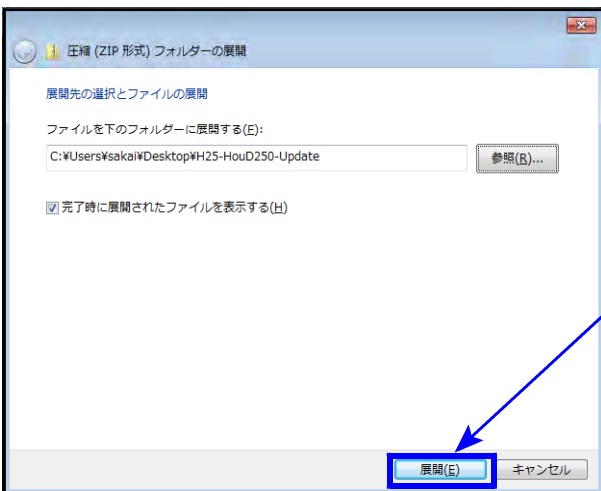 圧縮 (ZIP 形式) フォルダーの展開
展開先の選択とファイルの展開
ファイルを下のフォルダーに展開する(F):
C:¥Users¥sakai¥Desktop¥H25-HouD250-Update
参照(R)...
完了時に展開されたファイルを表示する(H)
展開(E)
キャンセル